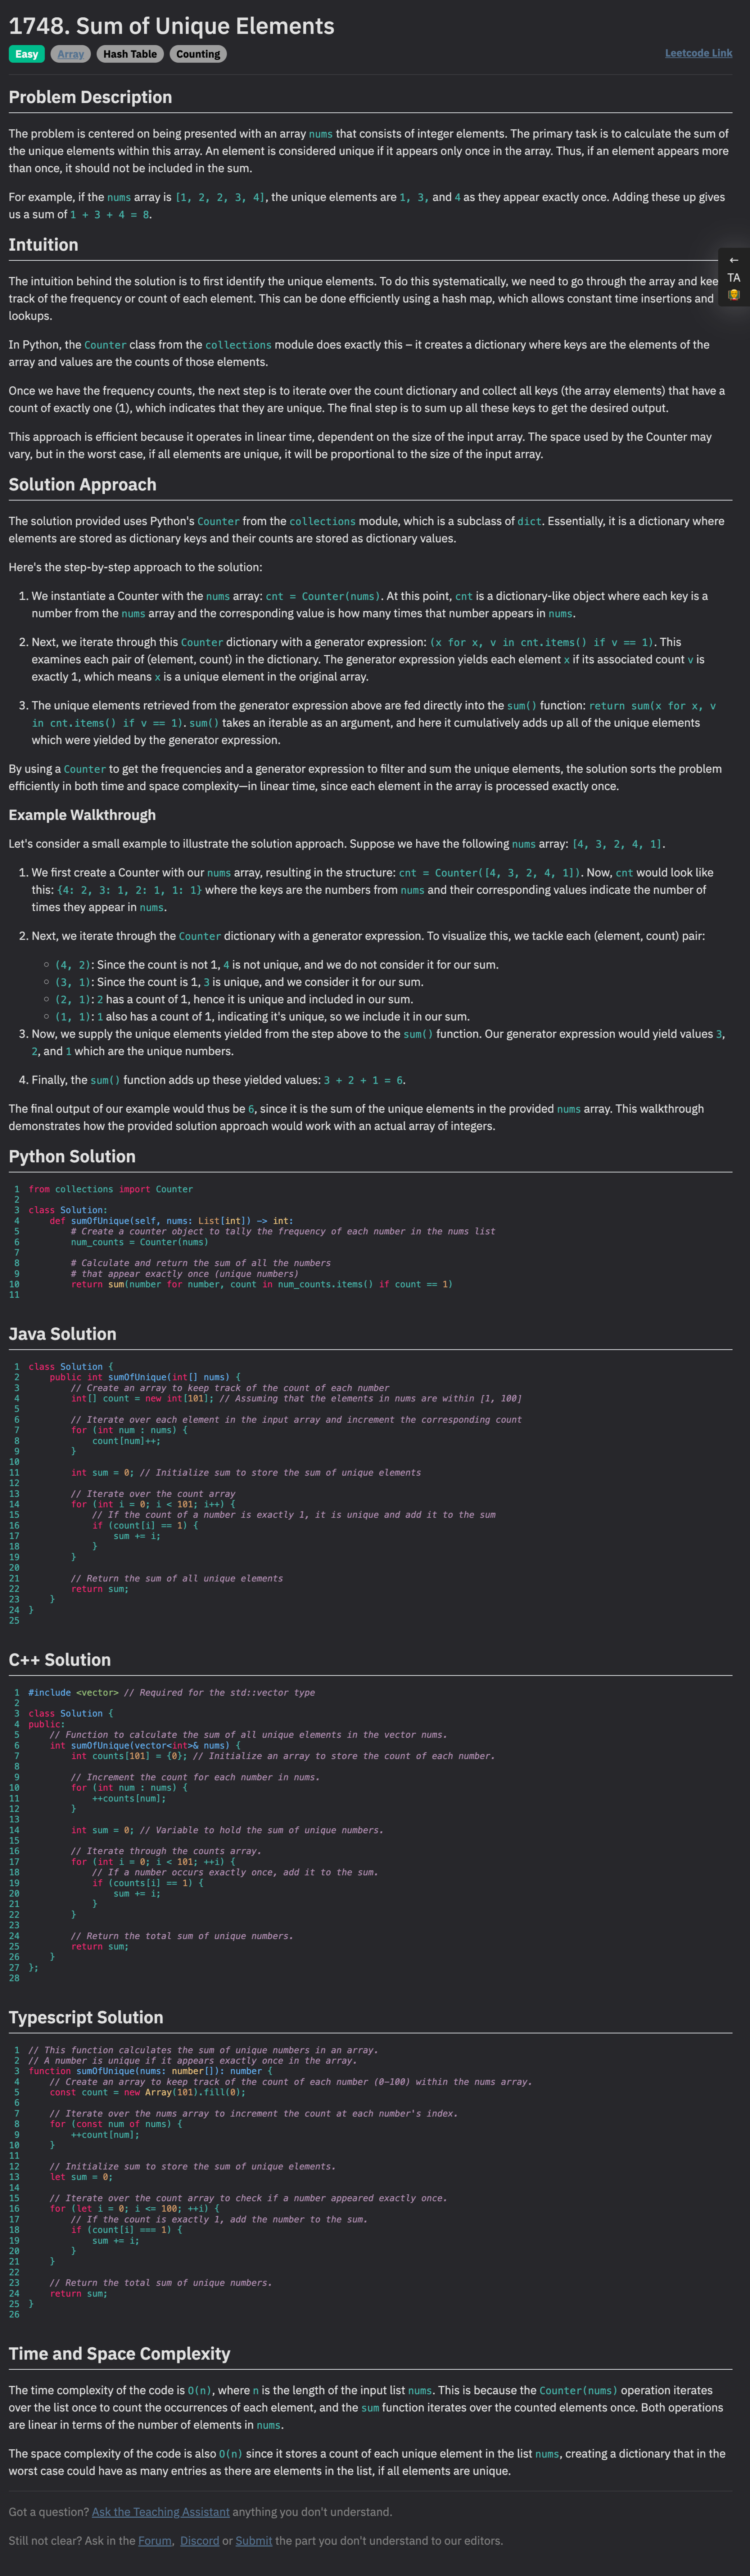 1748. Sum of Unique Elements
Easy Array Hash Table Counting Leetcode Link
Problem Description
The problem is centered on being presented with an array nums that consists of integer elements. The primary task is to calculate the sum of
the unique elements within this array. An element is considered unique if it appears only once in the array. Thus, if an element appears more
than once, it should not be included in the sum.
For example, if the nums array is [1, 2, 2, 3, 4], the unique elements are 1, 3, and 4 as they appear exactly once. Adding these up gives
us a sum of 1 + 3 + 4 = 8.
Intuition
←
The intuition behind the solution is to first identify the unique elements. To do this systematically, we need to go through the array and kee
TA
track of the frequency or count of each element. This can be done efficiently using a hash map, which allows constant time insertions and
lookups.
In Python, the Counter class from the collections module does exactly this – it creates a dictionary where keys are the elements of the
array and values are the counts of those elements.
Once we have the frequency counts, the next step is to iterate over the count dictionary and collect all keys (the array elements) that have a
count of exactly one (1), which indicates that they are unique. The final step is to sum up all these keys to get the desired output.
This approach is efficient because it operates in linear time, dependent on the size of the input array. The space used by the Counter may
vary, but in the worst case, if all elements are unique, it will be proportional to the size of the input array.
Solution Approach
The solution provided uses Python's Counter from the collections module, which is a subclass of dict. Essentially, it is a dictionary where
elements are stored as dictionary keys and their counts are stored as dictionary values.
Here's the step-by-step approach to the solution:
1. We instantiate a Counter with the nums array: cnt = Counter(nums). At this point, cnt is a dictionary-like object where each key is a
number from the nums array and the corresponding value is how many times that number appears in nums.
2. Next, we iterate through this Counter dictionary with a generator expression: (x for x, v in cnt.items() if v == 1). This
examines each pair of (element, count) in the dictionary. The generator expression yields each element x if its associated count v is
exactly 1, which means x is a unique element in the original array.
3. The unique elements retrieved from the generator expression above are fed directly into the sum() function: return sum(x for x, v
in cnt.items() if v == 1). sum() takes an iterable as an argument, and here it cumulatively adds up all of the unique elements
which were yielded by the generator expression.
By using a Counter to get the frequencies and a generator expression to filter and sum the unique elements, the solution sorts the problem
efficiently in both time and space complexity—in linear time, since each element in the array is processed exactly once.
Example Walkthrough
Let's consider a small example to illustrate the solution approach. Suppose we have the following nums array: [4, 3, 2, 4, 1].
1. We first create a Counter with our nums array, resulting in the structure: cnt = Counter([4, 3, 2, 4, 1]). Now, cnt would look like
this: {4: 2, 3: 1, 2: 1, 1: 1} where the keys are the numbers from nums and their corresponding values indicate the number of
times they appear in nums.
2. Next, we iterate through the Counter dictionary with a generator expression. To visualize this, we tackle each (element, count) pair:
○ (4, 2): Since the count is not 1, 4 is not unique, and we do not consider it for our sum.
○ (3, 1): Since the count is 1, 3 is unique, and we consider it for our sum.
○ (2, 1): 2 has a count of 1, hence it is unique and included in our sum.
○ (1, 1): 1 also has a count of 1, indicating it's unique, so we include it in our sum.
3. Now, we supply the unique elements yielded from the step above to the sum() function. Our generator expression would yield values 3,
2, and 1 which are the unique numbers.
4. Finally, the sum() function adds up these yielded values: 3 + 2 + 1 = 6.
The final output of our example would thus be 6, since it is the sum of the unique elements in the provided nums array. This walkthrough
demonstrates how the provided solution approach would work with an actual array of integers.
Python Solution
1 from collections import Counter
2
3 class Solution:
4     def sumOfUnique(self, nums: List[int]) -> int:
5         # Create a counter object to tally the frequency of each number in the nums list
6         num_counts = Counter(nums)
7
8         # Calculate and return the sum of all the numbers
9         # that appear exactly once (unique numbers)
10         return sum(number for number, count in num_counts.items() if count == 1)
11
Java Solution
1 class Solution {
2     public int sumOfUnique(int[] nums) {
3         // Create an array to keep track of the count of each number
4         int[] count = new int[101]; // Assuming that the elements in nums are within [1, 100]
5
6         // Iterate over each element in the input array and increment the corresponding count
7         for (int num : nums) {
8             count[num]++;
9         }
10
11         int sum = 0; // Initialize sum to store the sum of unique elements
12
13         // Iterate over the count array
14         for (int i = 0; i < 101; i++) {
15             // If the count of a number is exactly 1, it is unique and add it to the sum
16             if (count[i] == 1) {
17                 sum += i;
18             }
19         }
20
21         // Return the sum of all unique elements
22         return sum;
23     }
24 }
25
C++ Solution
1 #include <vector> // Required for the std::vector type
2
3 class Solution {
4 public:
5     // Function to calculate the sum of all unique elements in the vector nums.
6     int sumOfUnique(vector<int>& nums) {
7         int counts[101] = {0}; // Initialize an array to store the count of each number.
8
9         // Increment the count for each number in nums.
10         for (int num : nums) {
11             ++counts[num];
12         }
13
14         int sum = 0; // Variable to hold the sum of unique numbers.
15
16         // Iterate through the counts array.
17         for (int i = 0; i < 101; ++i) {
18             // If a number occurs exactly once, add it to the sum.
19             if (counts[i] == 1) {
20                 sum += i;
21             }
22         }
23
24         // Return the total sum of unique numbers.
25         return sum;
26     }
27 };
28
Typescript Solution
1 // This function calculates the sum of unique numbers in an array.
2 // A number is unique if it appears exactly once in the array.
3 function sumOfUnique(nums: number[]): number {
4     // Create an array to keep track of the count of each number (0-100) within the nums array.
5     const count = new Array(101).fill(0);
6
7     // Iterate over the nums array to increment the count at each number's index.
8     for (const num of nums) {
9         ++count[num];
10     }
11
12     // Initialize sum to store the sum of unique elements.
13     let sum = 0;
14
15     // Iterate over the count array to check if a number appeared exactly once.
16     for (let i = 0; i <= 100; ++i) {
17         // If the count is exactly 1, add the number to the sum.
18         if (count[i] === 1) {
19             sum += i;
20         }
21     }
22
23     // Return the total sum of unique numbers.
24     return sum;
25 }
26
Time and Space Complexity
The time complexity of the code is O(n), where n is the length of the input list nums. This is because the Counter(nums) operation iterates
over the list once to count the occurrences of each element, and the sum function iterates over the counted elements once. Both operations
are linear in terms of the number of elements in nums.
The space complexity of the code is also O(n) since it stores a count of each unique element in the list nums, creating a dictionary that in the
worst case could have as many entries as there are elements in the list, if all elements are unique.
Got a question? Ask the Teaching Assistant anything you don't understand.
Still not clear? Ask in the Forum, Discord or Submit the part you don't understand to our editors.